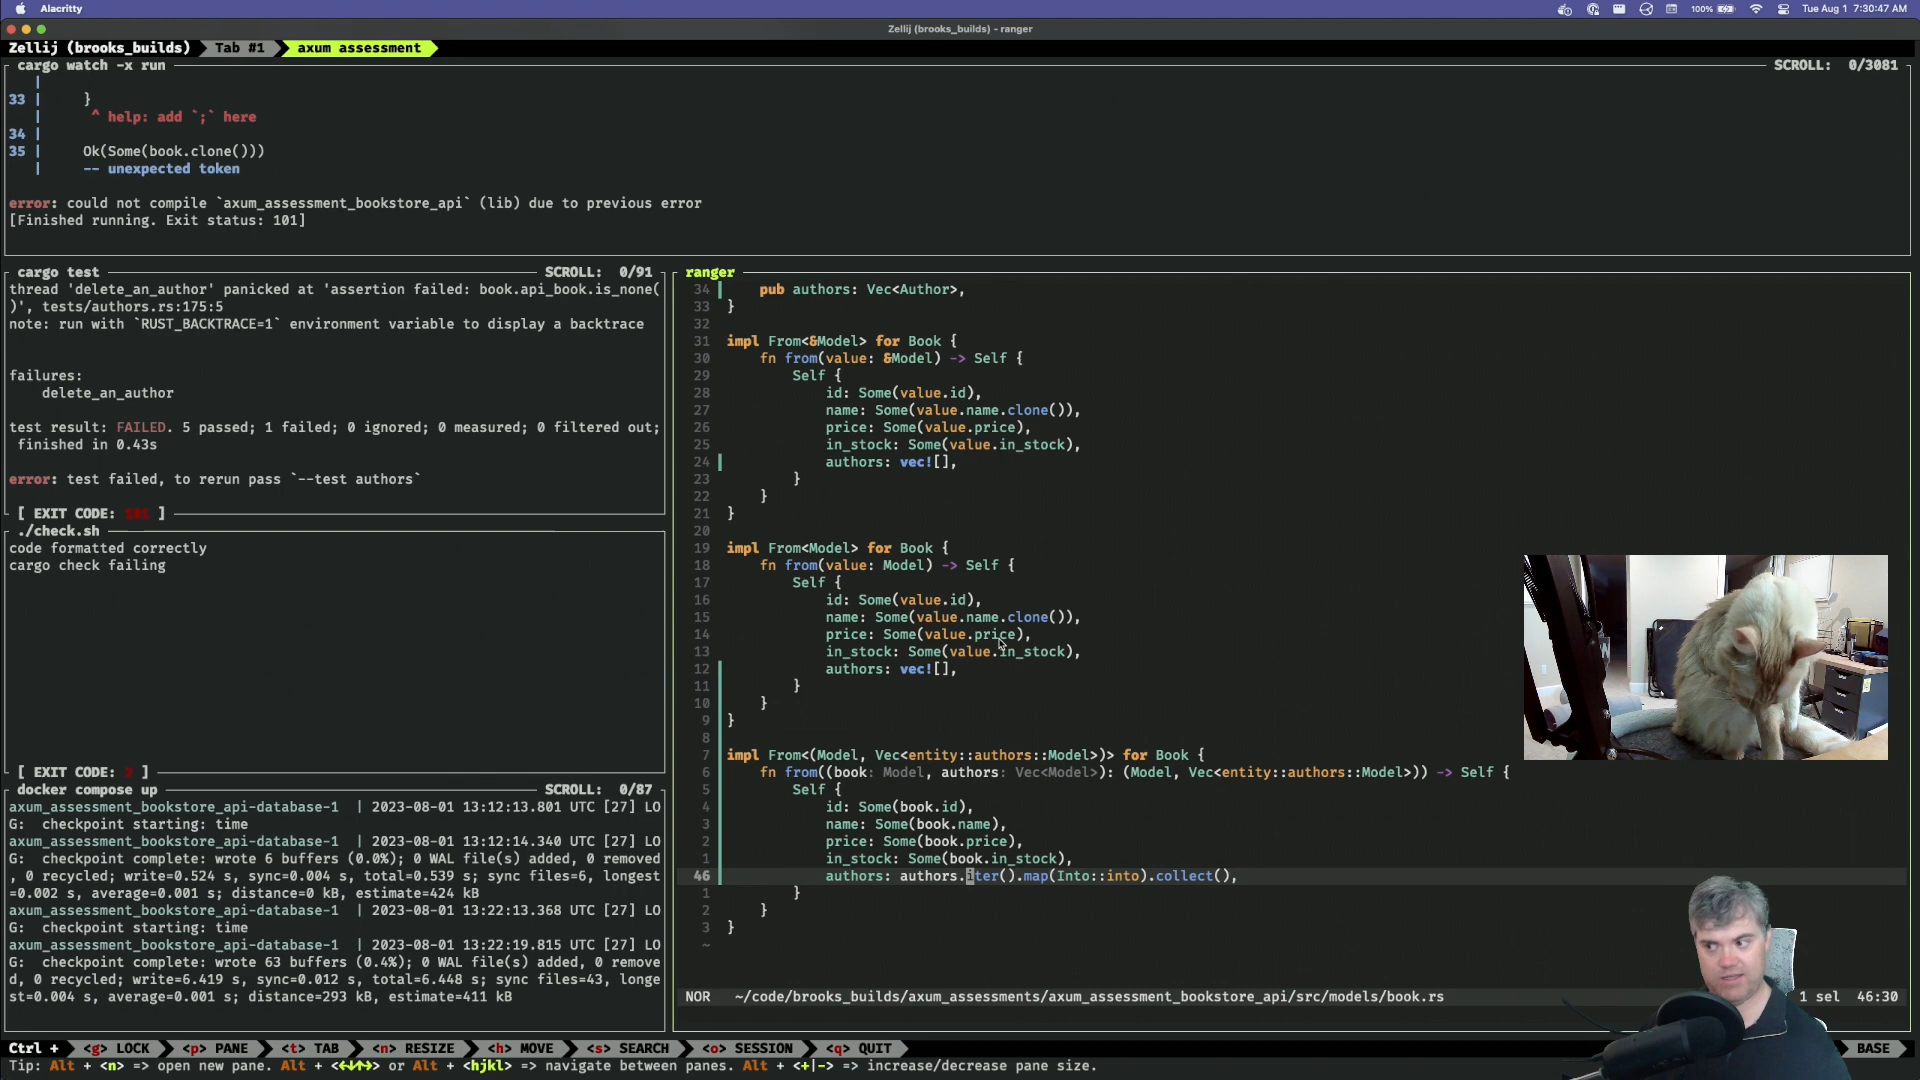 Alacritty
100%
Tue Aug 1 7:30:47 AM
Zellij (brooks_builds) - ranger
Zellij (brooks_builds) Tab #1 axum assessment
cargo watch -x run SCROLL: 0/3081
|
33 | }
| ^ help: add `;` here
34 |
35 | Ok(Some(book.clone()))
| -- unexpected token
error: could not compile `axum_assessment_bookstore_api` (lib) due to previous error
[Finished running. Exit status: 101]
cargo test SCROLL: 0/91
thread 'delete_an_author' panicked at 'assertion failed: book.api_book.is_none(
)', tests/authors.rs:175:5
note: run with `RUST_BACKTRACE=1` environment variable to display a backtrace
failures:
delete_an_author
test result: FAILED. 5 passed; 1 failed; 0 ignored; 0 measured; 0 filtered out;
finished in 0.43s
error: test failed, to rerun pass `--test authors`
[ EXIT CODE: 101 ]
./check.sh
code formatted correctly
cargo check failing
[ EXIT CODE: ]
docker compose up SCROLL: 0/87
axum_assessment_bookstore_api-database-1 | 2023-08-01 13:12:13.801 UTC [27] LO
G: checkpoint starting: time
axum_assessment_bookstore_api-database-1 | 2023-08-01 13:12:14.340 UTC [27] LO
G: checkpoint complete: wrote 6 buffers (0.0%); 0 WAL file(s) added, 0 removed
, 0 recycled; write=0.524 s, sync=0.004 s, total=0.539 s; sync files=6, longest
=0.002 s, average=0.001 s; distance=0 kB, estimate=424 kB
axum_assessment_bookstore_api-database-1 | 2023-08-01 13:22:13.368 UTC [27] LO
G: checkpoint starting: time
axum_assessment_bookstore_api-database-1 | 2023-08-01 13:22:19.815 UTC [27] LO
G: checkpoint complete: wrote 63 buffers (0.4%); 0 WAL file(s) added, 0 remove
d, 0 recycled; write=6.419 s, sync=0.012 s, total=6.448 s; sync files=43, longe
st=0.004 s, average=0.001 s; distance=293 kB, estimate=411 kB
ranger
34 pub authors: Vec<Author>,
33 }
32
31 impl From<&Model> for Book {
30 fn from(value: &Model) -> Self {
29 Self {
28 id: Some(value.id),
27 name: Some(value.name.clone()),
26 price: Some(value.price),
25 in_stock: Some(value.in_stock),
24 authors: vec![],
23 }
22 }
21 }
20
19 impl From<Model> for Book {
18 fn from(value: Model) -> Self {
17 Self {
16 id: Some(value.id),
15 name: Some(value.name.clone()),
14 price: Some(value.price),
13 in_stock: Some(value.in_stock),
12 authors: vec![],
11 }
10 }
9 }
8
7 impl From<(Model, Vec<entity::authors::Model>)> for Book {
6 fn from((book: Model, authors: Vec<Model>): (Model, Vec<entity::authors::Model>)) -> Self {
5 Self {
4 id: Some(book.id),
3 name: Some(book.name),
2 price: Some(book.price),
1 in_stock: Some(book.in_stock),
46 authors: authors.iter().map(Into::into).collect(),
1 }
2 }
3 }
~
NOR ~/code/brooks_builds/axum_assessments/axum_assessment_bookstore_api/src/models/book.rs 1 sel 46:30
Ctrl + <g> LOCK <p> PANE <t> TAB <n> RESIZE <h> MOVE <s> SEARCH <o> SESSION <q> QUIT BASE
Tip: Alt + <n> => open new pane. Alt + <←↓↑→> or Alt + <hjkl> => navigate between panes. Alt + <+|-> => increase/decrease pane size.